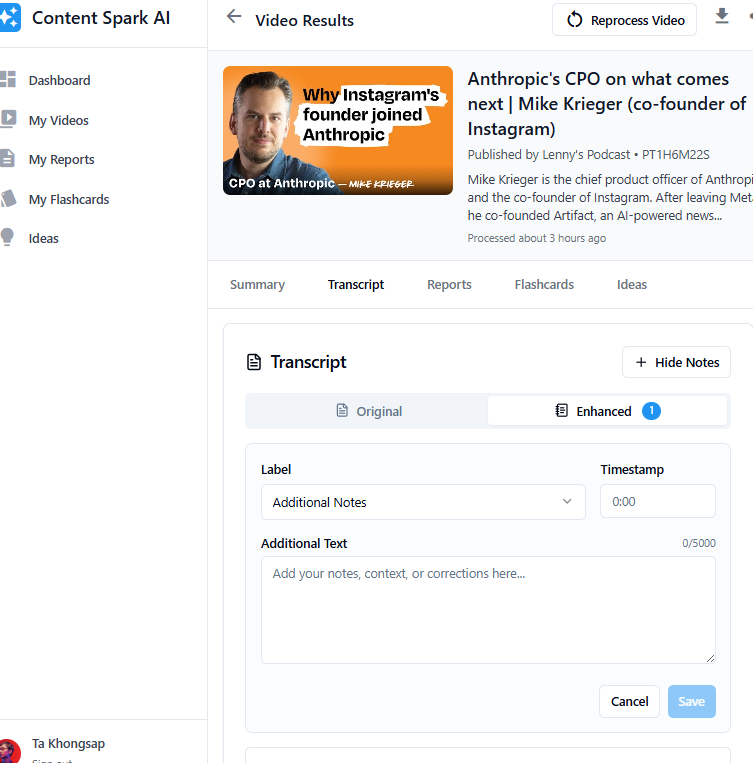 Content Spark AI
Dashboard
My Videos
My Reports
My Flashcards
Ideas
Ta Khongsap
Sign out
Video Results
Reprocess Video
Why Instagram's
founder joined
Anthropic
CPO at Anthropic — MIKE KRIEGER
Anthropic's CPO on what comes
next | Mike Krieger (co-founder of
Instagram)
Published by Lenny's Podcast • PT1H6M22S
Mike Krieger is the chief product officer of Anthropi
and the co-founder of Instagram. After leaving Met
he co-founded Artifact, an AI-powered news...
Processed about 3 hours ago
Summary
Transcript
Reports
Flashcards
Ideas
Transcript
Hide Notes
Original
Enhanced 1
Label
Timestamp
Additional Notes
0:00
Additional Text
0/5000
Add your notes, context, or corrections here...
Cancel
Save